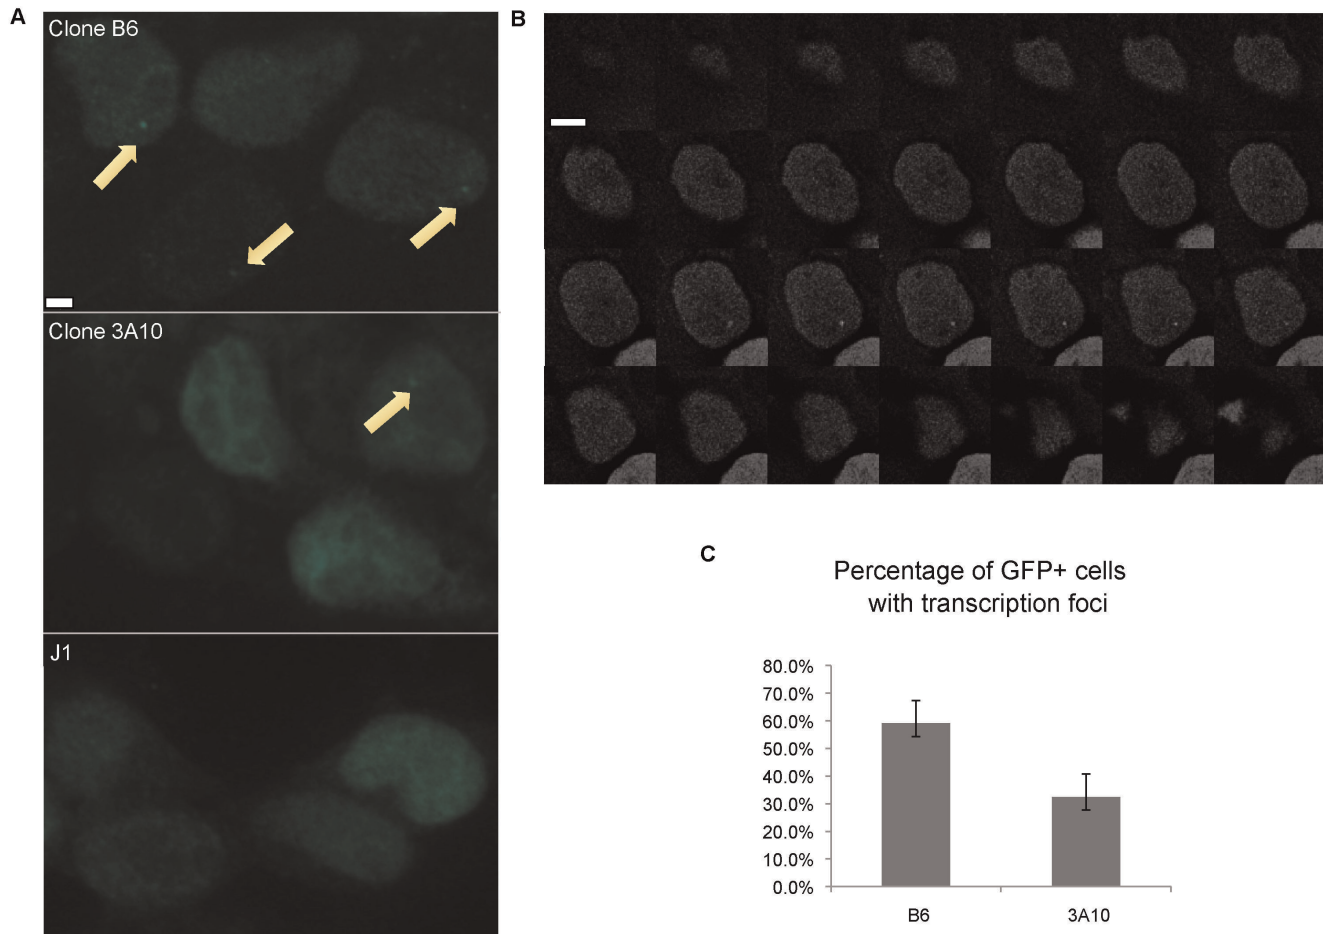 A
Clone B6
Clone 3A10
J1
B
C
Percentage of GFP+ cells
with transcription foci
80.0%
70.0%
60.0%
50.0%
40.0%
30.0%
20.0%
10.0%
0.0%
B6
3A10